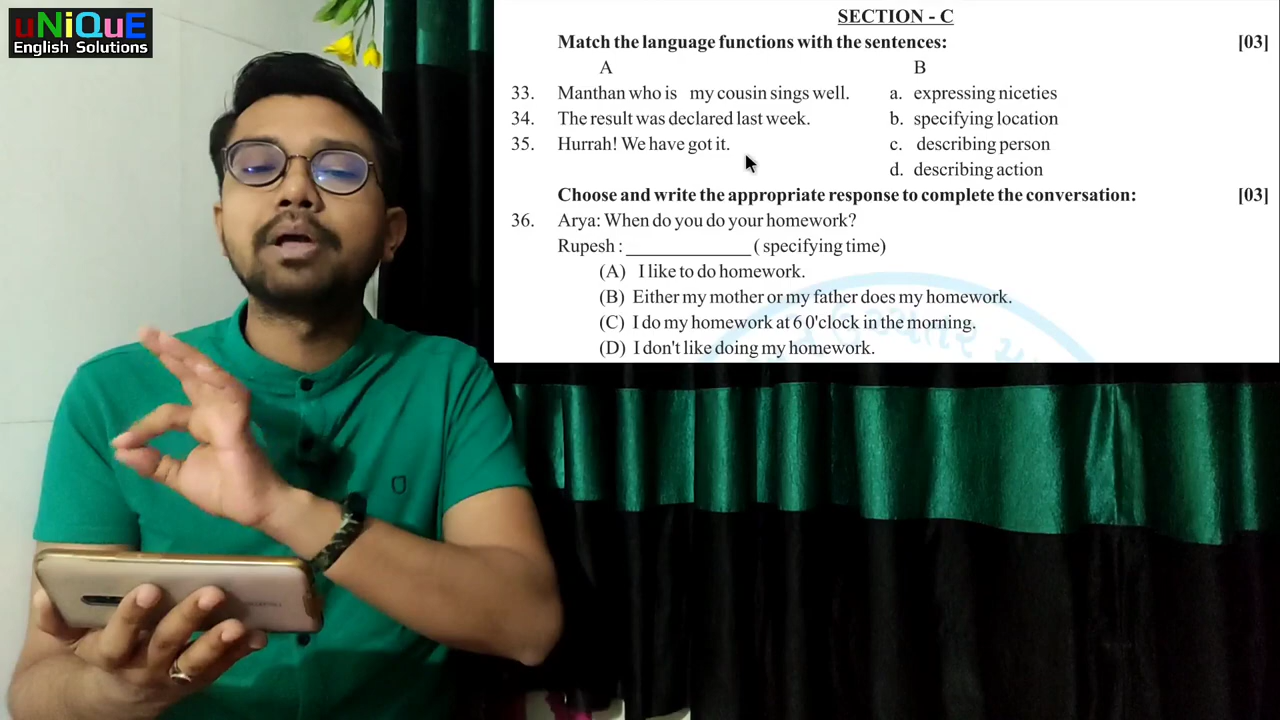 uNiQuE
English Solutions
SECTION - C
Match the language functions with the sentences: [03]
A B
33. Manthan who is my cousin sings well. a. expressing niceties
34. The result was declared last week. b. specifying location
35. Hurrah! We have got it. c. describing person
d. describing action
Choose and write the appropriate response to complete the conversation: [03]
36. Arya: When do you do your homework?
Rupesh : _____________ ( specifying time)
(A) I like to do homework.
(B) Either my mother or my father does my homework.
(C) I do my homework at 6 0'clock in the morning.
(D) I don't like doing my homework.